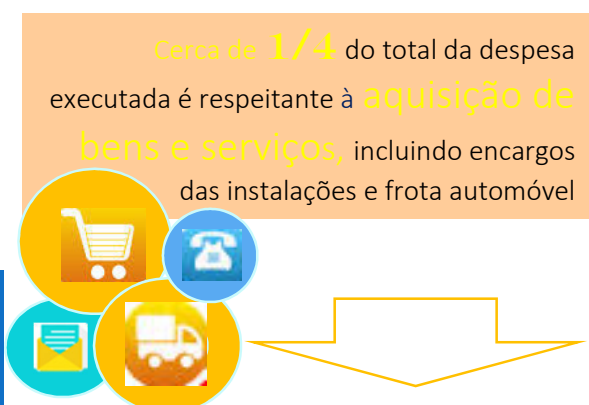 Cerca de 1/4 do total da despesa
executada é respeitante à aquisição de
bens e serviços, incluindo encargos
das instalações e frota automóvel